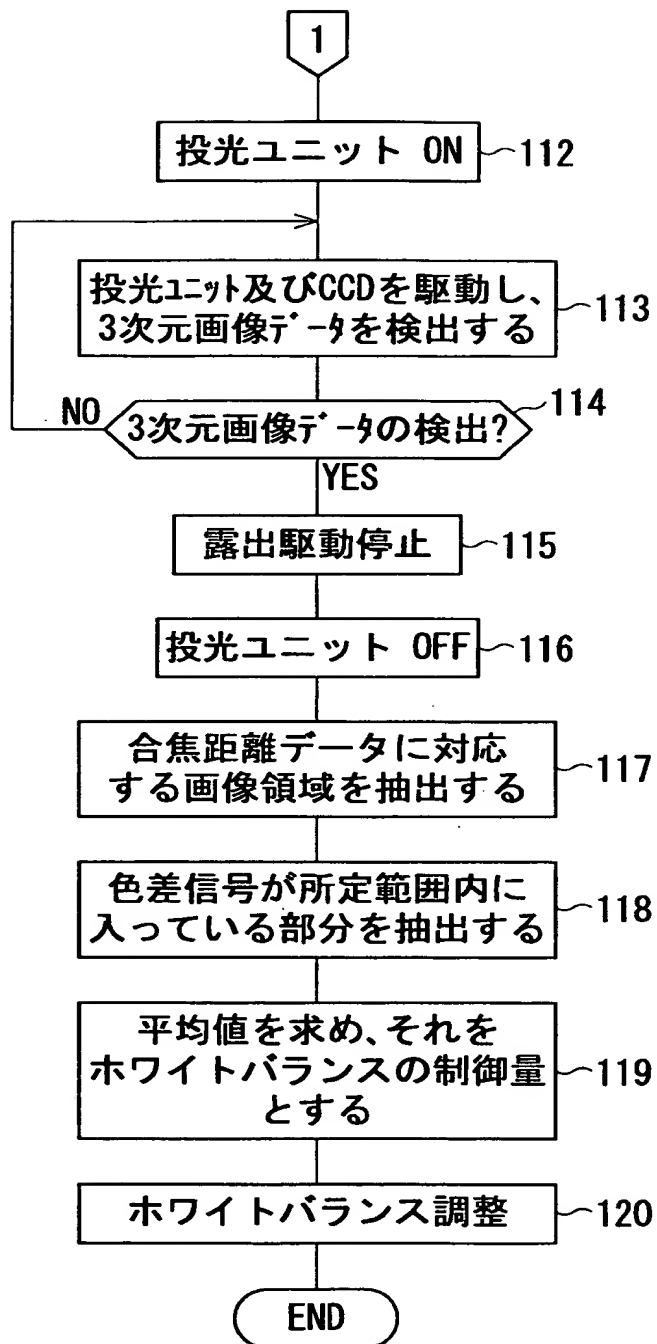 1
投光ユニット ON
112
投光ユニット及びCCDを駆動し、
3次元画像データを検出する
113
NO
3次元画像データの検出?
114
YES
露出駆動停止
115
投光ユニット OFF
116
合焦距離データに対応
する画像領域を抽出する
117
色差信号が所定範囲内に
入っている部分を抽出する
118
平均値を求め、それを
ホワイトバランスの制御量
とする
119
ホワイトバランス調整
120
END